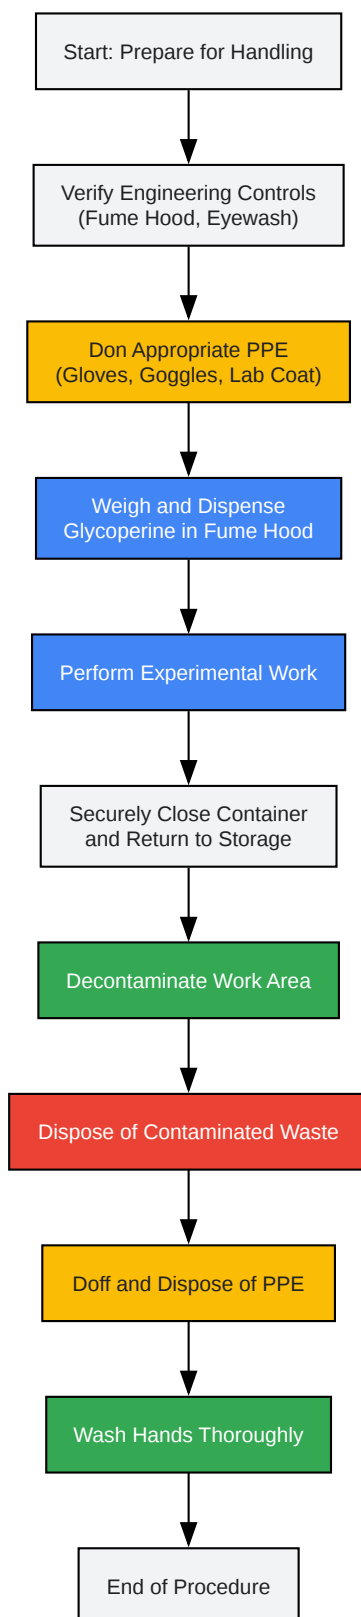 Start: Prepare for Handling
Verify Engineering Controls
(Fume Hood, Eyewash)
Don Appropriate PPE
(Gloves, Goggles, Lab Coat)
Weigh and Dispense
Glycoperine in Fume Hood
Perform Experimental Work
Securely Close Container
and Return to Storage
Decontaminate Work Area
Dispose of Contaminated Waste
Doff and Dispose of PPE
Wash Hands Thoroughly
End of Procedure